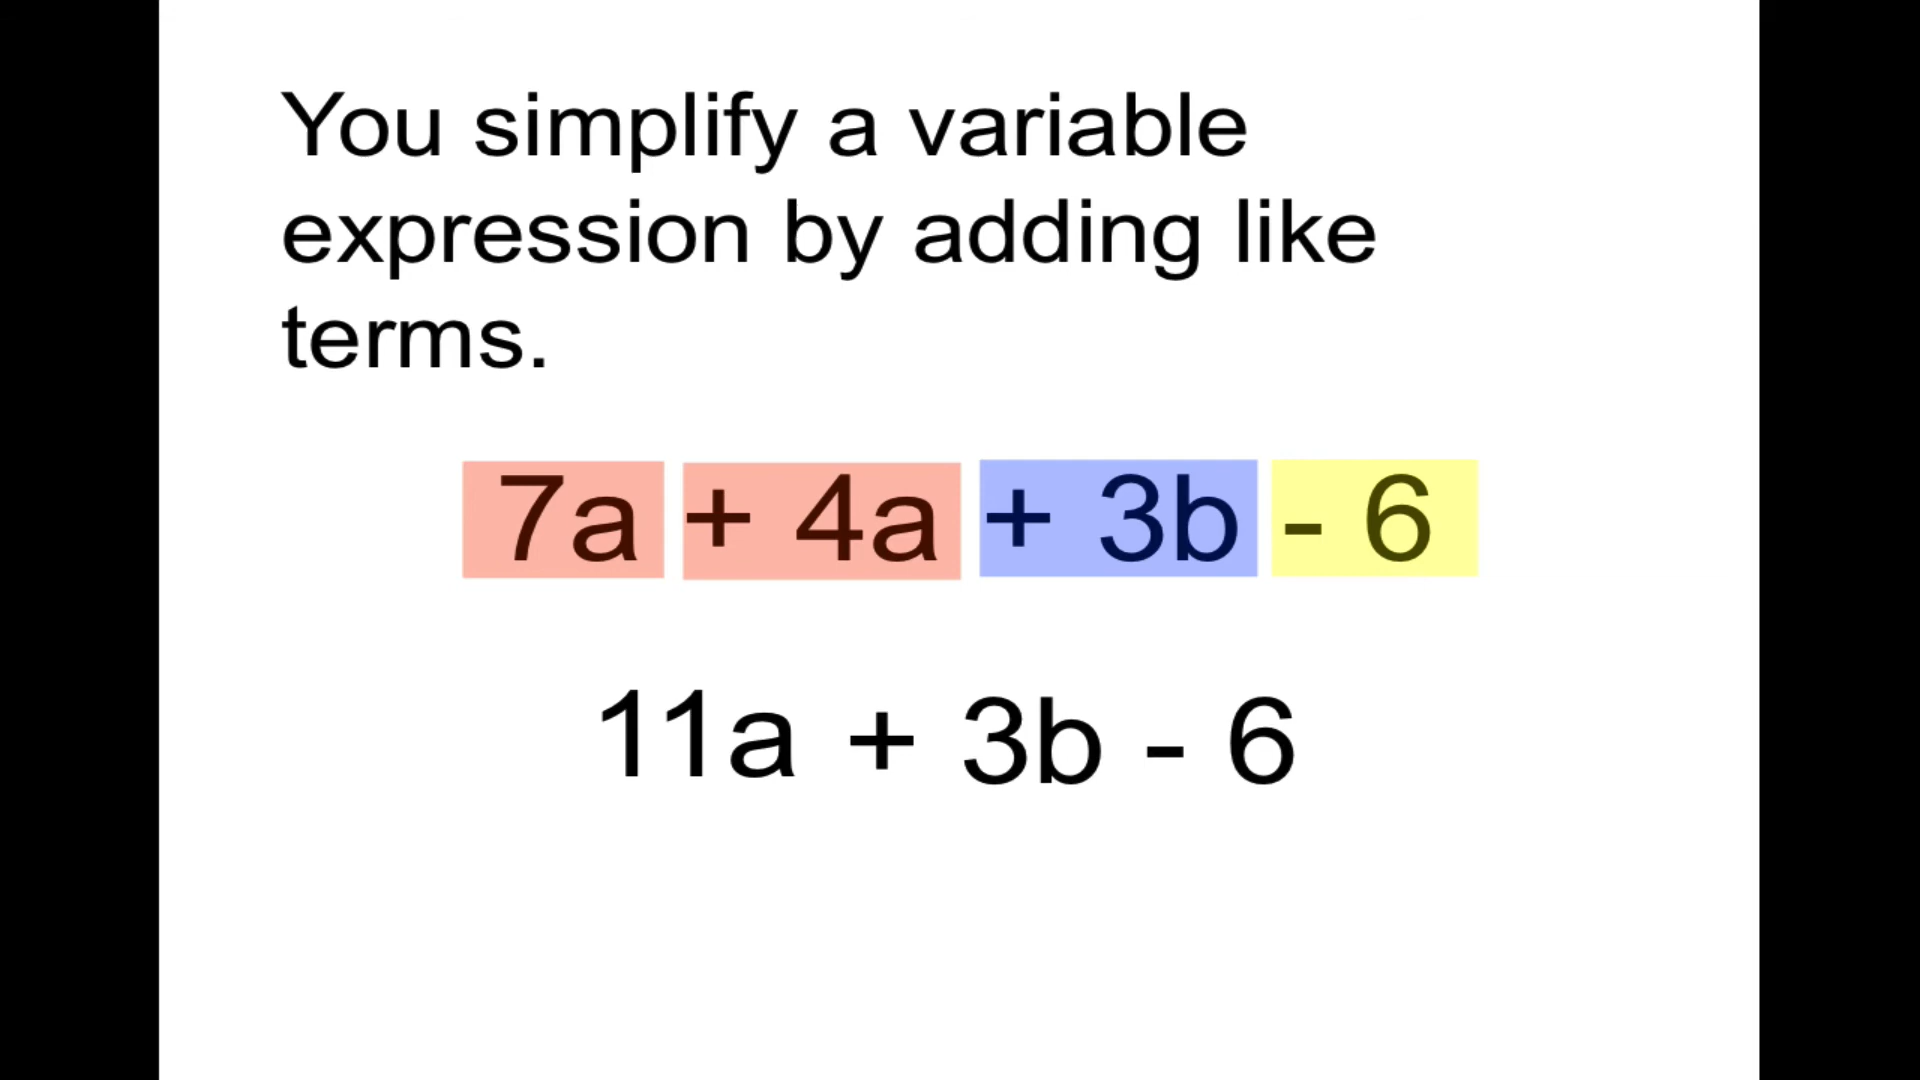 You simplify a variable
expression by adding like
terms.
7a + 4a + 3b - 6
11a + 3b - 6